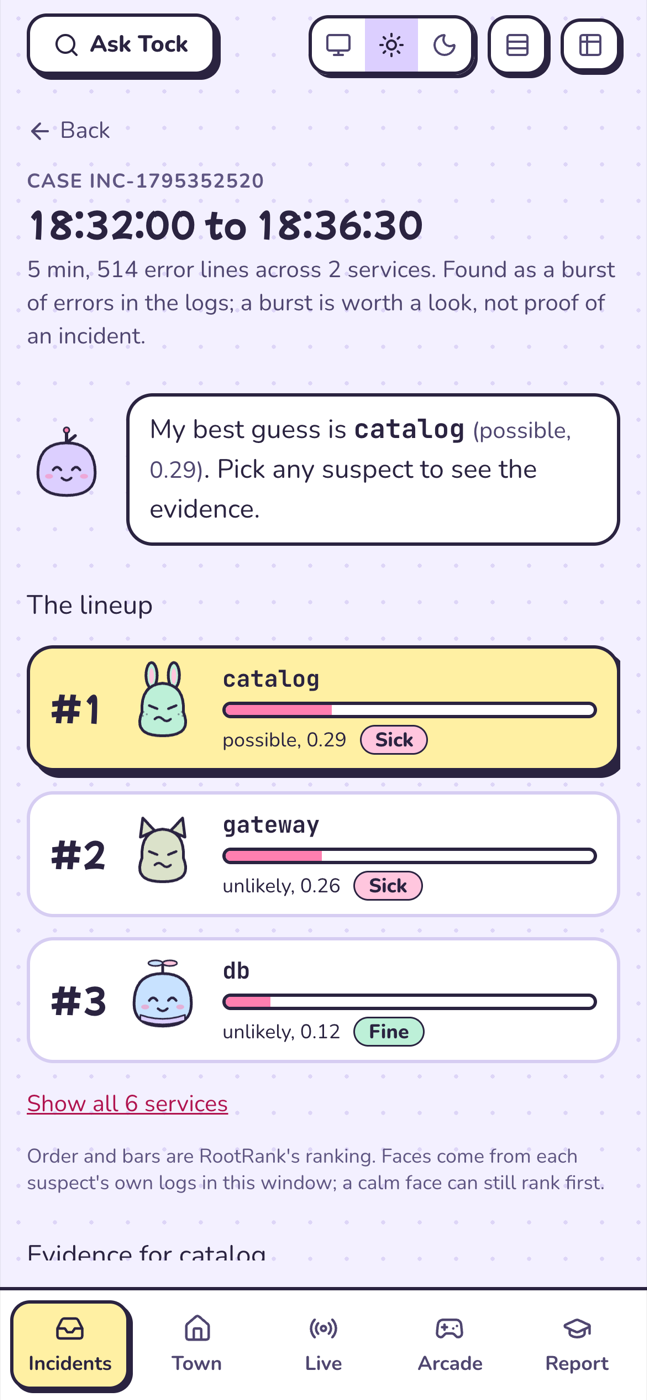 Ask Tock
Back
CASE INC-1795352520
18:32:00 to 18:36:30
5 min, 514 error lines across 2 services. Found as a burst
of errors in the logs; a burst is worth a look, not proof of
an incident.
My best guess is catalog (possible,
0.29). Pick any suspect to see the
evidence.
The lineup
#1
catalog
possible, 0.29 Sick
#2
gateway
unlikely, 0.26 Sick
#3
db
unlikely, 0.12 Fine
Show all 6 services
Order and bars are RootRank's ranking. Faces come from each
suspect's own logs in this window; a calm face can still rank first.
Evidence for catalog
Incidents Town Live Arcade Report